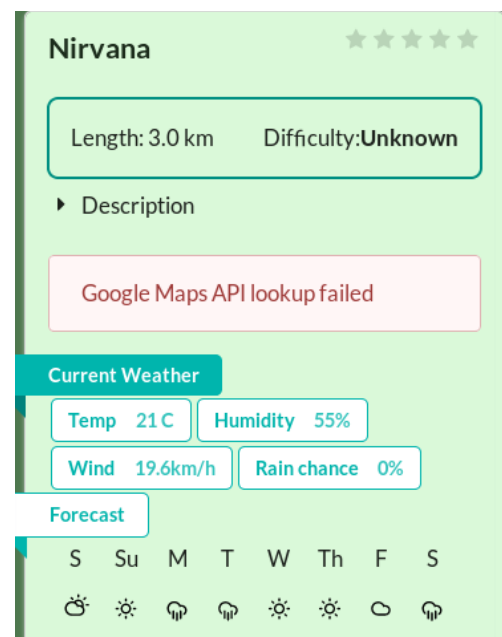 Nirvana
Length: 3.0 km Difficulty:Unknown
Description
Google Maps API lookup failed
Current Weather
Temp 21 C Humidity 55%
Wind 19.6km/h Rain chance 0%
Forecast
S Su M T W Th F S